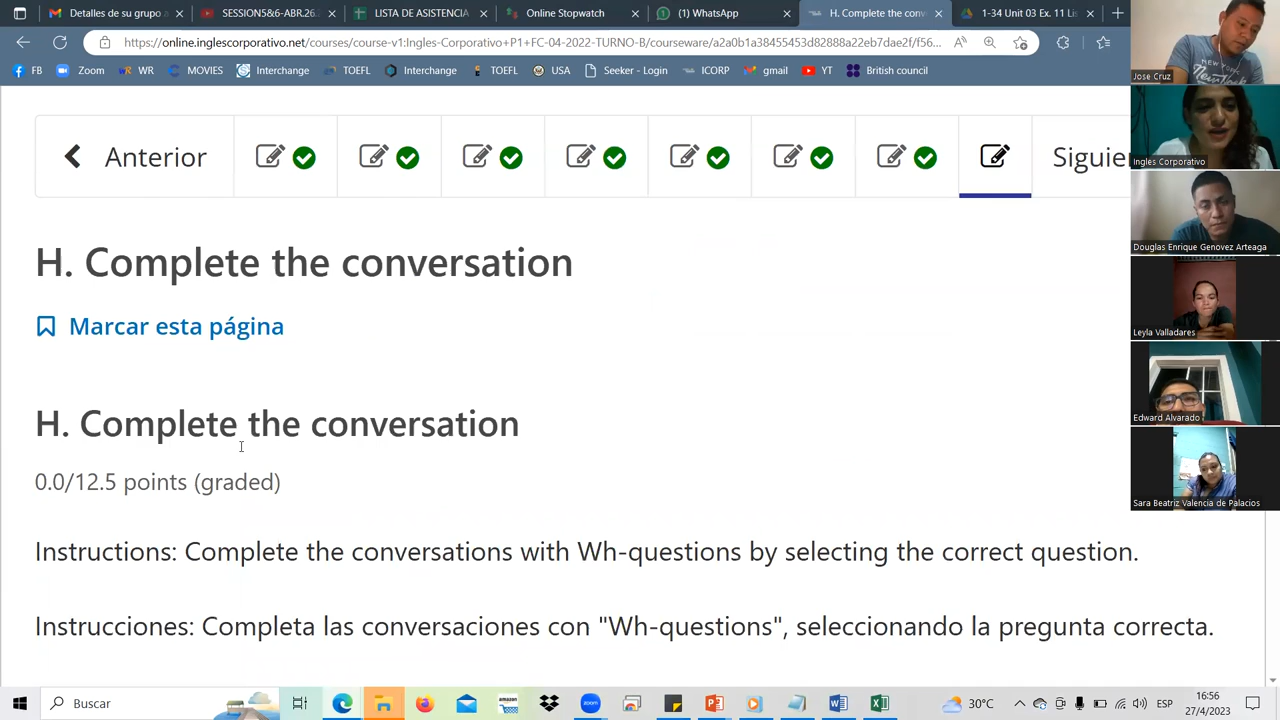 Detalles de su grupo a
SESSION5&6-ABR.26.
LISTA DE ASISTENCIA
Online Stopwatch
(1) WhatsApp
H. Complete the conv
1-34 Unit 03 Ex. 11 Lis
https://online.inglescorporativo.net/courses/course-v1:Ingles-Corporativo+P1+FC-04-2022-TURNO-B/courseware/a2a0b1a38455453d82888a22eb7dae2f/f56...
FB
Zoom
WR
MOVIES
Interchange
TOEFL
Interchange
TOEFL
USA
Seeker - Login
ICORP
gmail
YT
British council
Anterior
Siguien
H. Complete the conversation
Marcar esta página
H. Complete the conversation
0.0/12.5 points (graded)
Instructions: Complete the conversations with Wh-questions by selecting the correct question.
Instrucciones: Completa las conversaciones con "Wh-questions", seleccionando la pregunta correcta.
NEW YORK
Jose Cruz
Ingles Corporativo
Douglas Enrique Genovez Arteaga
Leyla Valladares
Edward Alvarado
Sara Beatriz Valencia de Palacios
Buscar
amazon
30°C
ESP
16:56
27/4/2023